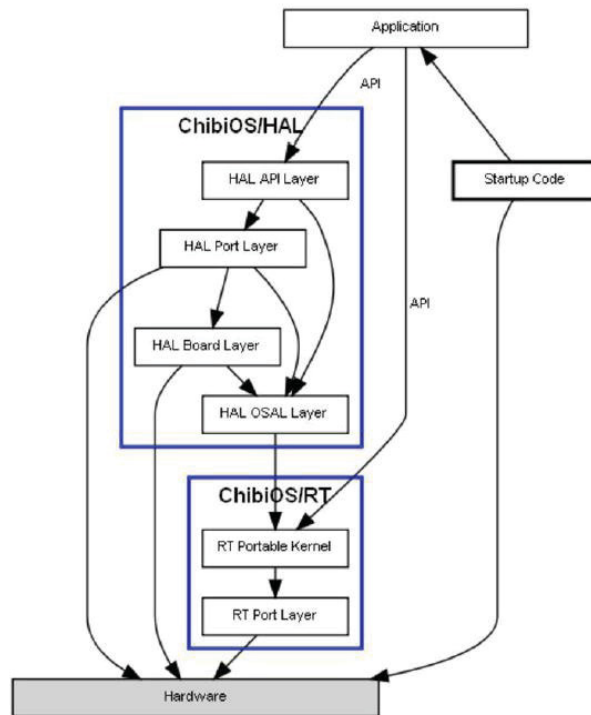 Application
API
ChibiOS/HAL
HAL API Layer
Startup Code
HAL Port Layer
API
HAL Board Layer
HAL OSAL Layer
ChibiOS/RT
RT Portable Kernel
RT Port Layer
Hardware